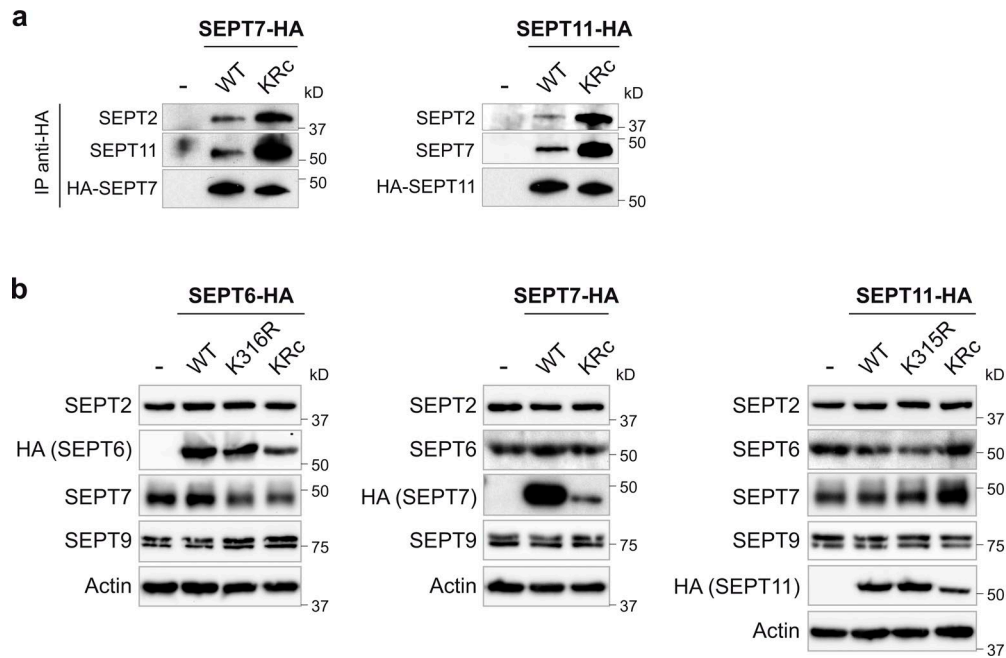 a
SEPT7-HA
- WT KRc kD
IP anti-HA
SEPT2 37
SEPT11 50
HA-SEPT7 50
SEPT11-HA
- WT KRc kD
SEPT2 37
SEPT7 50
HA-SEPT11 50
b
SEPT6-HA
- WT K316R KRc kD
SEPT2 37
HA (SEPT6) 50
SEPT7 50
SEPT9 75
Actin 37
SEPT7-HA
- WT KRc kD
SEPT2 37
SEPT6 50
HA (SEPT7) 50
SEPT9 75
Actin 37
SEPT11-HA
- WT K315R KRc kD
SEPT2 37
SEPT6 50
SEPT7 50
SEPT9 75
HA (SEPT11) 50
Actin 37